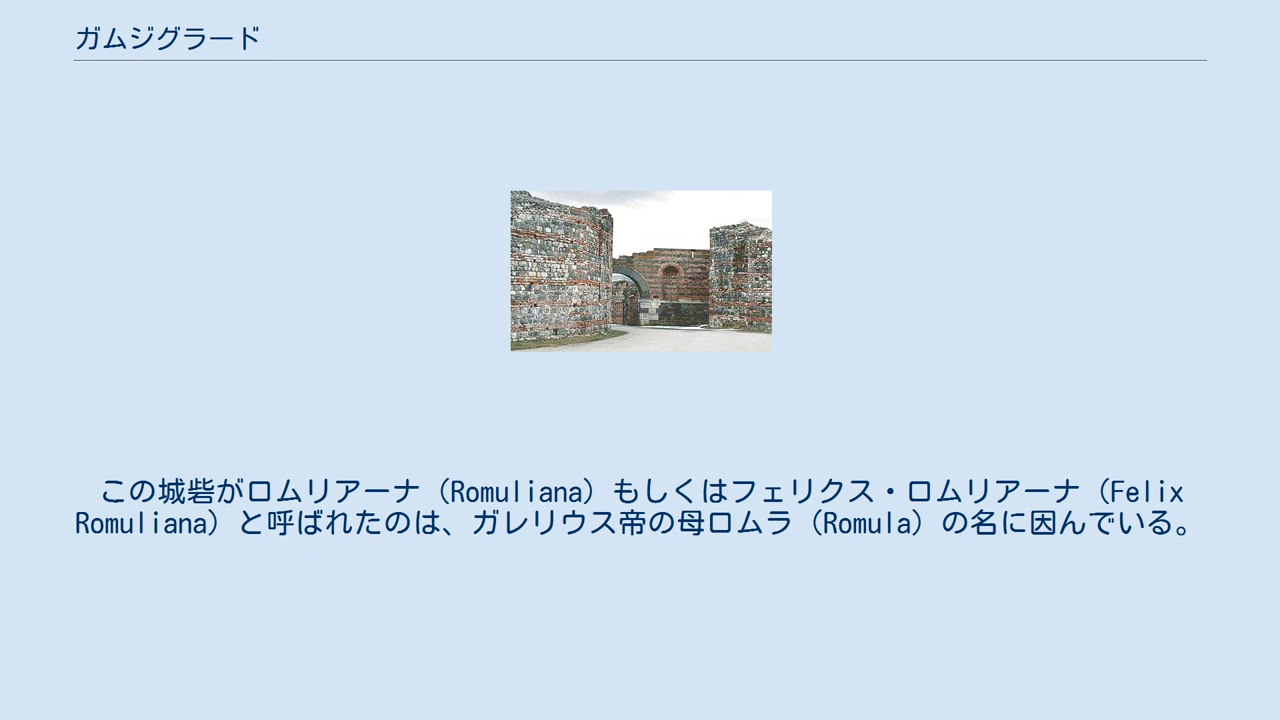 ガムジグラード
この城砦がロムリアーナ（Romuliana）もしくはフェリクス・ロムリアーナ（Felix
Romuliana）と呼ばれたのは、ガレリウス帝の母ロムラ（Romula）の名に因んでいる。